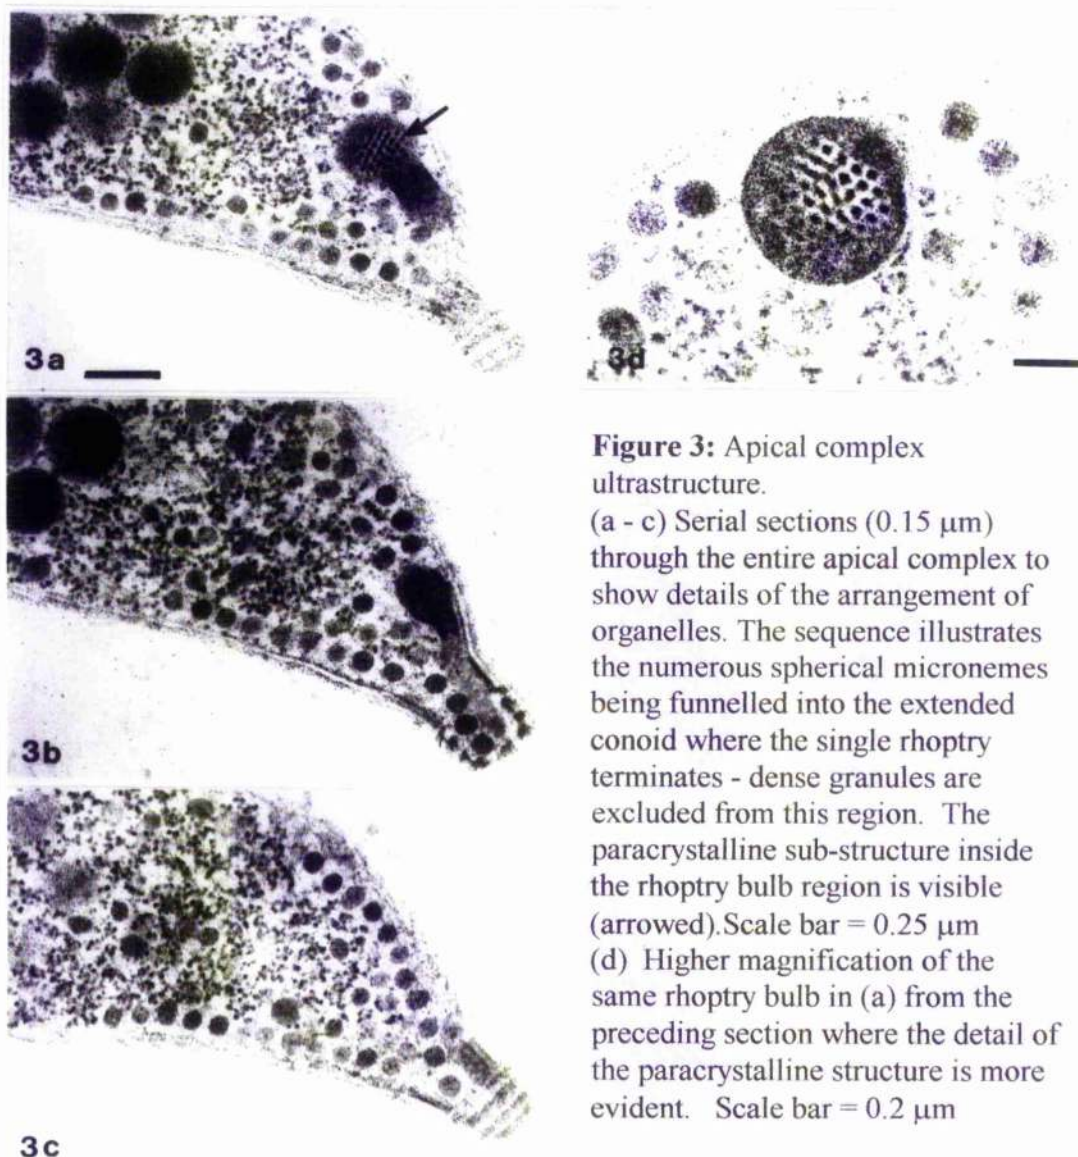 3a
3d
3b
3c
Figure 3: Apical complex
ultrastructure.
(a - c) Serial sections (0.15 μm)
through the entire apical complex to
show details of the arrangement of
organelles. The sequence illustrates
the numerous spherical micronemes
being funnelled into the extended
conoid where the single rhoptry
terminates - dense granules are
excluded from this region. The
paracrystalline sub-structure inside
the rhoptry bulb region is visible
(arrowed).Scale bar = 0.25 μm
(d) Higher magnification of the
same rhoptry bulb in (a) from the
preceding section where the detail of
the paracrystalline structure is more
evident. Scale bar = 0.2 μm